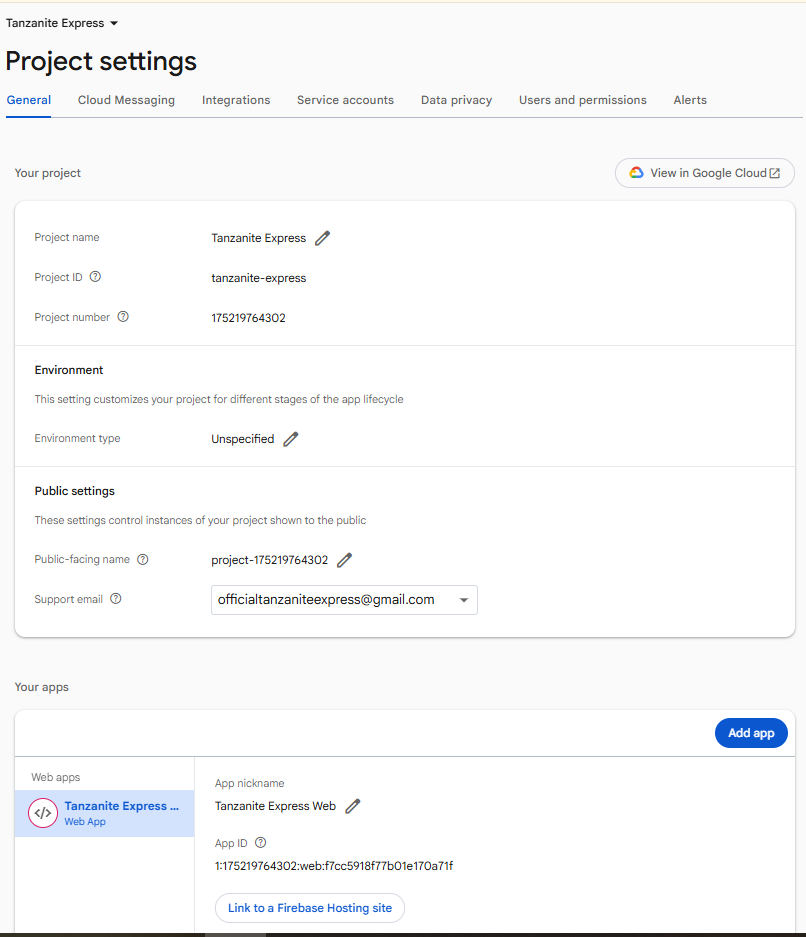 Tanzanite Express
Project settings
General Cloud Messaging Integrations Service accounts Data privacy Users and permissions Alerts
Your project
View in Google Cloud
Project name Tanzanite Express
Project ID tanzanite-express
Project number 175219764302
Environment
This setting customizes your project for different stages of the app lifecycle
Environment type Unspecified
Public settings
These settings control instances of your project shown to the public
Public-facing name project-175219764302
Support email officialtanzaniteexpress@gmail.com
Your apps
Add app
Web apps
Tanzanite Express ...
Web App
App nickname
Tanzanite Express Web
App ID
1:175219764302:web:f7cc5918f77b01e170a71f
Link to a Firebase Hosting site